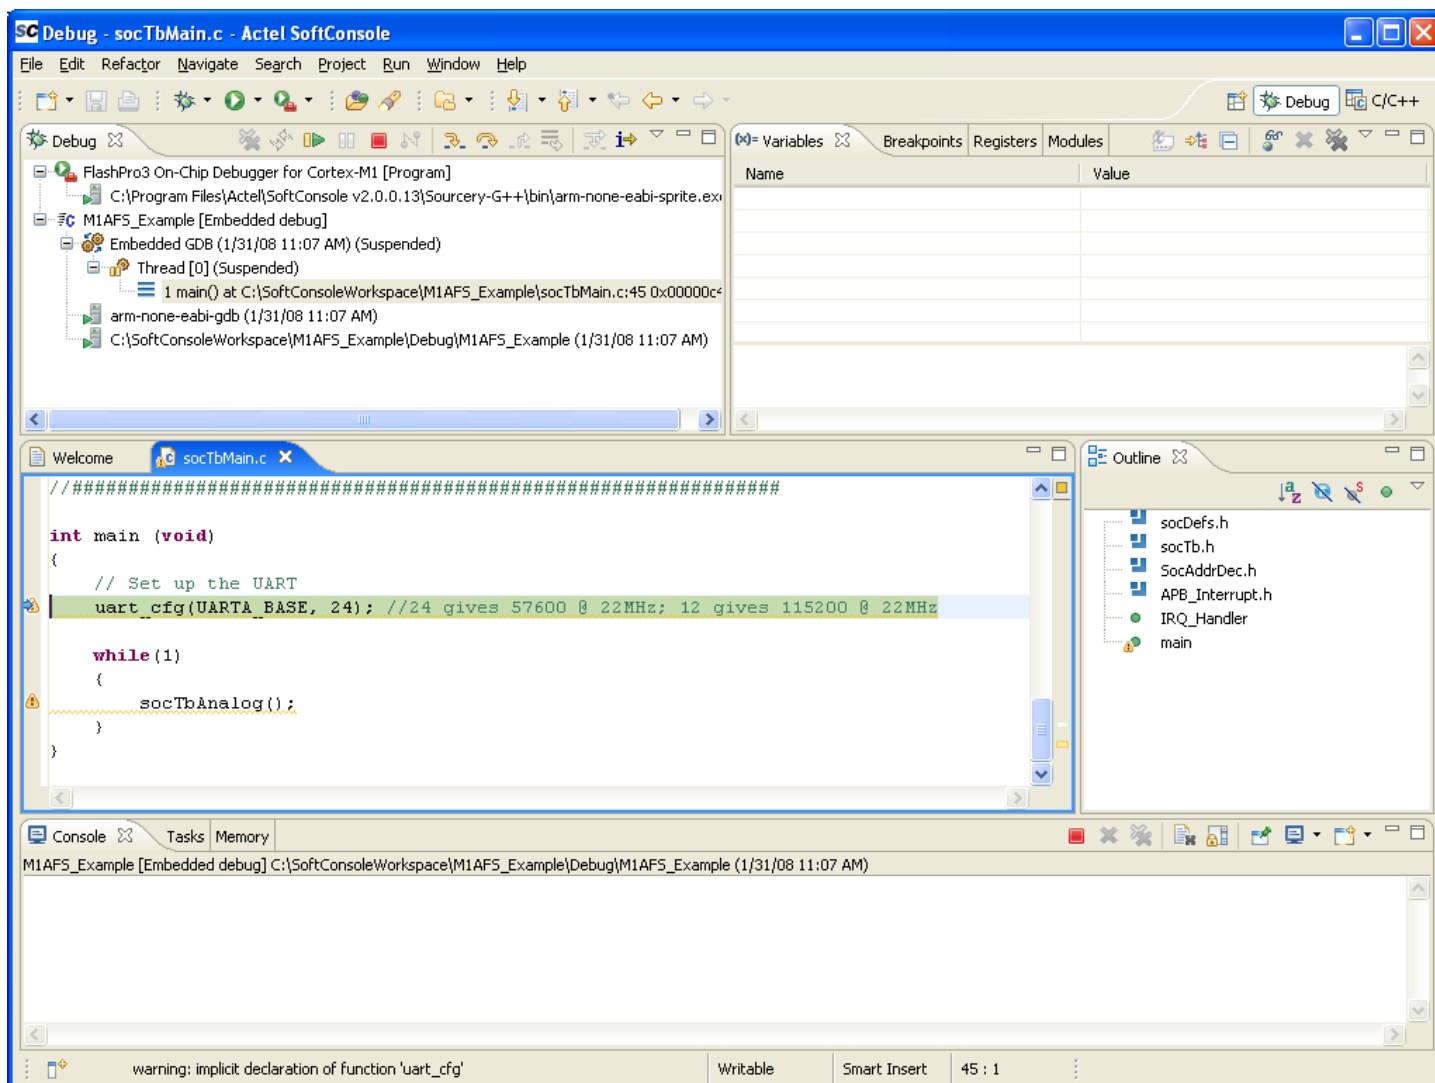 Debug - socTbMain.c - Actel SoftConsole
File Edit Refactor Navigate Search Project Run Window Help
Debug C/C++
Debug
FlashPro3 On-Chip Debugger for Cortex-M1 [Program]
C:\Program Files\Actel\SoftConsole v2.0.0.13\Sourcery-G++\bin\arm-none-eabi-sprite.exe
M1AFS_Example [Embedded debug]
Embedded GDB (1/31/08 11:07 AM) (Suspended)
Thread [0] (Suspended)
1 main() at C:\SoftConsoleWorkspace\M1AFS_Example\socTbMain.c:45 0x00000c4
arm-none-eabi-gdb (1/31/08 11:07 AM)
C:\SoftConsoleWorkspace\M1AFS_Example\Debug\M1AFS_Example (1/31/08 11:07 AM)
(x)= Variables Breakpoints Registers Modules
Name Value
Welcome socTbMain.c
//###############################################################
int main (void)
{
// Set up the UART
uart_cfg(UARTA_BASE, 24); //24 gives 57600 @ 22MHz; 12 gives 115200 @ 22MHz
while(1)
{
socTbAnalog();
}
}
Outline
socDefs.h
socTb.h
SocAddrDec.h
APB_Interrupt.h
IRQ_Handler
main
Console Tasks Memory
M1AFS_Example [Embedded debug] C:\SoftConsoleWorkspace\M1AFS_Example\Debug\M1AFS_Example (1/31/08 11:07 AM)
warning: implicit declaration of function 'uart_cfg' Writable Smart Insert 45 : 1